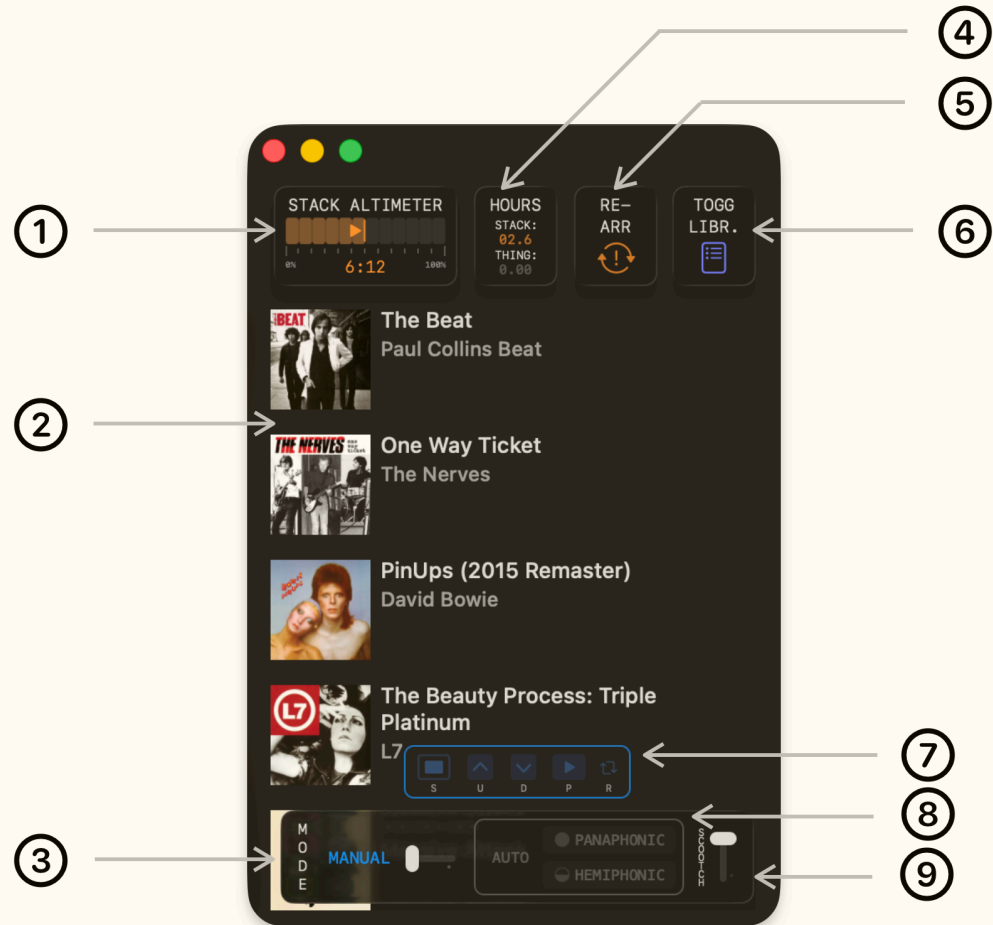 4
5
STACK ALTIMETER
0%
6:12
100%
HOURS
STACK:
02.6
THING:
0.00
RE-
ARR
!
TOGG
LIBR.
1
6
BEAT
The Beat
Paul Collins Beat
2
THE NERVES one way ticket
One Way Ticket
The Nerves
PinUps (2015 Remaster)
David Bowie
L7
The Beauty Process: Triple
Platinum
L7
S U D P R
7
8
3
MODE
MANUAL
AUTO
PANAPHONIC
HEMIPHONIC
SCOOTCH
9